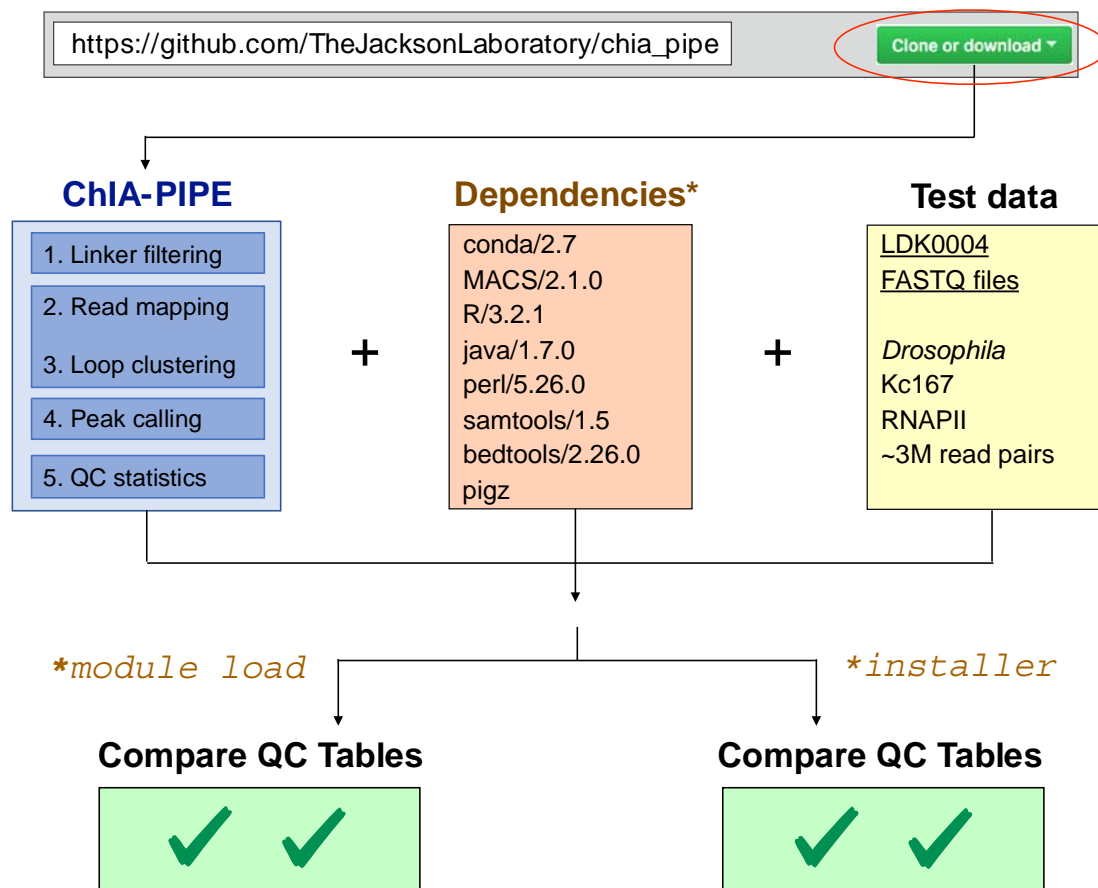 https://github.com/TheJacksonLaboratory/chia_pipe
Clone or download
ChIA-PIPE
1. Linker filtering
2. Read mapping
3. Loop clustering
4. Peak calling
5. QC statistics
+
Dependencies*
conda/2.7
MACS/2.1.0
R/3.2.1
java/1.7.0
perl/5.26.0
samtools/1.5
bedtools/2.26.0
pigz
+
Test data
LDK0004
FASTQ files
Drosophila
Kc167
RNAPII
~3M read pairs
*module load
*installer
Compare QC Tables
Compare QC Tables